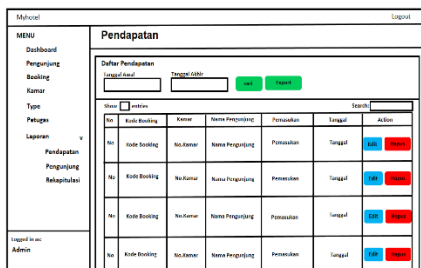 Myhotel Logout
MENU
Dashboard
Pengunjung
Booking
Kamar
Type
Petugas
Laporan v
Pendapatan
Pengunjung
Rekapitulasi
Logged in as:
Admin
Pendapatan
Daftar Pendapatan
Tanggal Awal Tanggal Akhir
Export
Show entries Search:
No Kode Booking Kamar Nama Pengunjung Pemasukan Tanggal Action
No Kode Booking No.Kamar Nama Pengunjung Pemasukan Tanggal Edit Hapus
No Kode Booking No.Kamar Nama Pengunjung Pemasukan Tanggal Edit Hapus
No Kode Booking No.Kamar Nama Pengunjung Pemasukan Tanggal Edit Hapus
No Kode Booking No.Kamar Nama Pengunjung Pemasukan Tanggal Edit Hapus